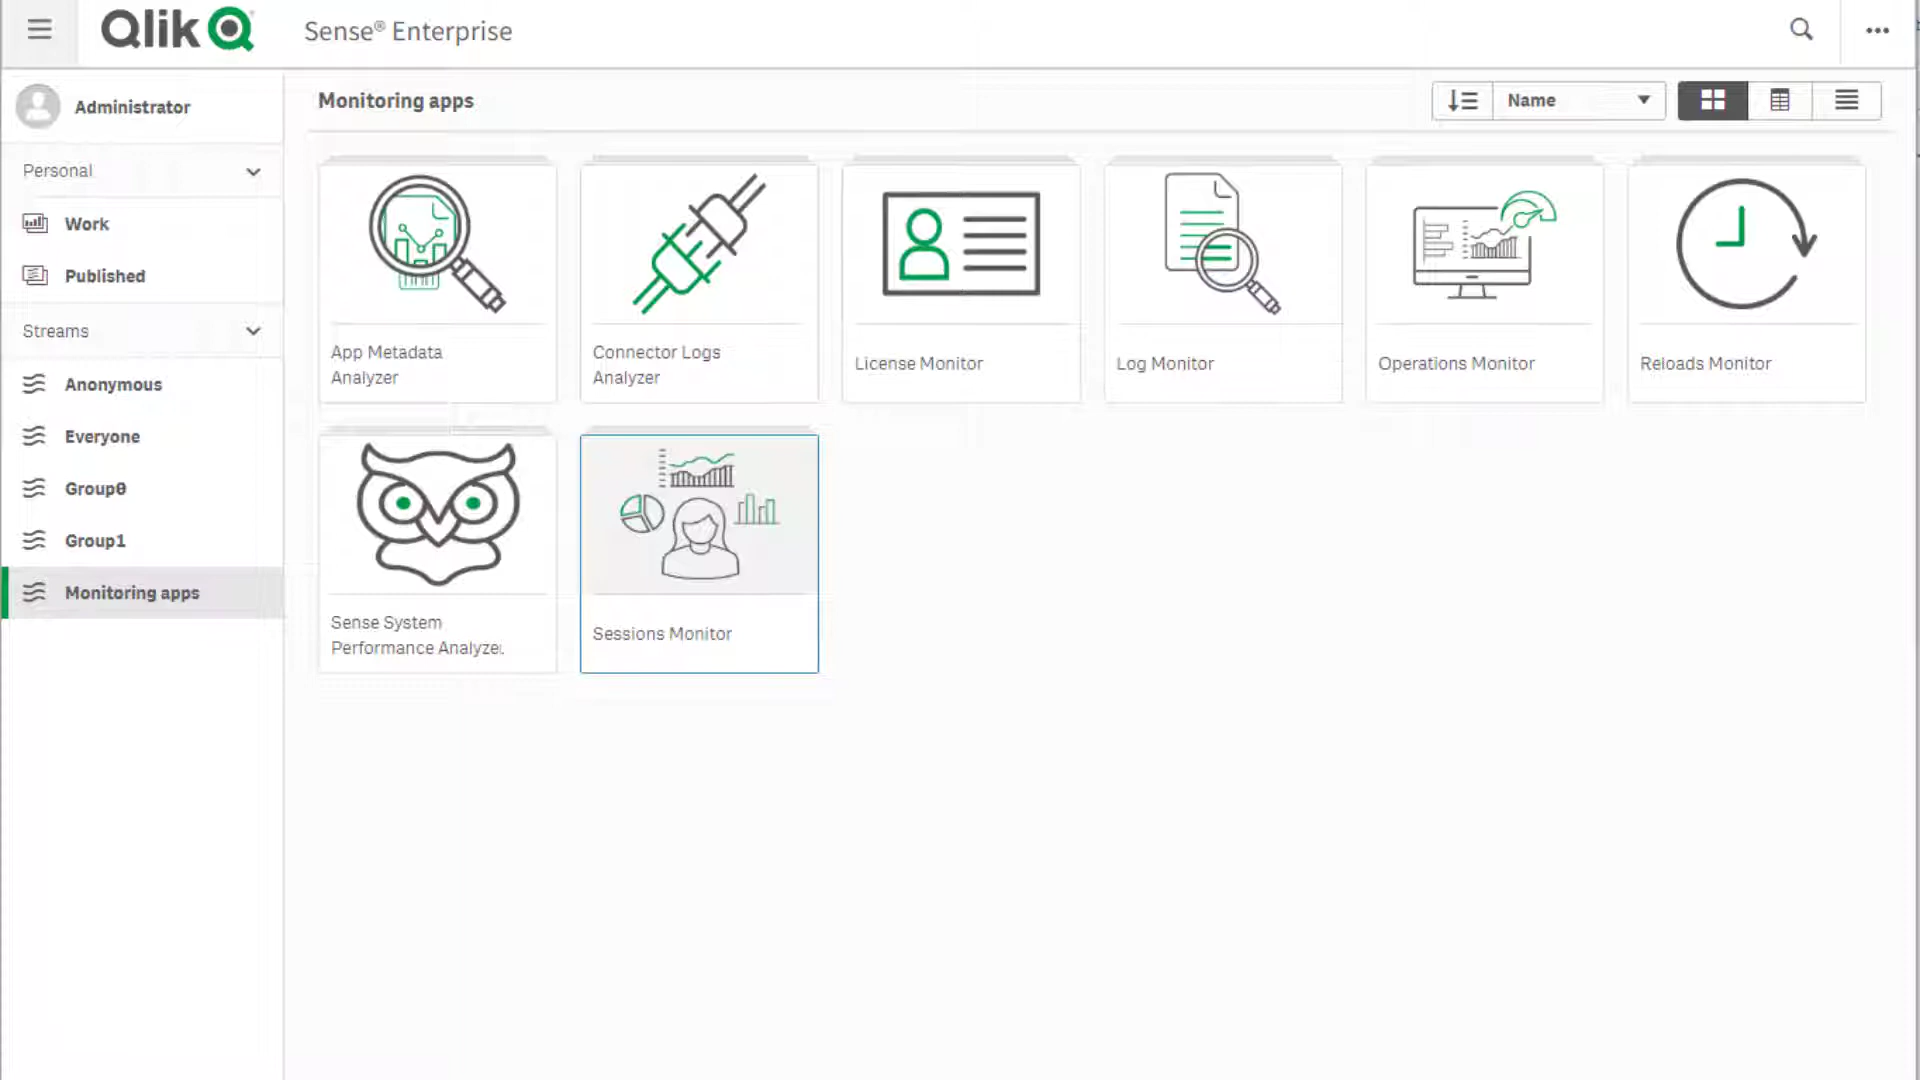 Qlik
Sense® Enterprise
Administrator
Monitoring apps
Name
Personal
Work
Published
Streams
Anonymous
Everyone
Group0
Group1
Monitoring apps
App Metadata
Analyzer
Connector Logs
Analyzer
License Monitor
Log Monitor
Operations Monitor
Reloads Monitor
Sense System
Performance Analyzer
Sessions Monitor